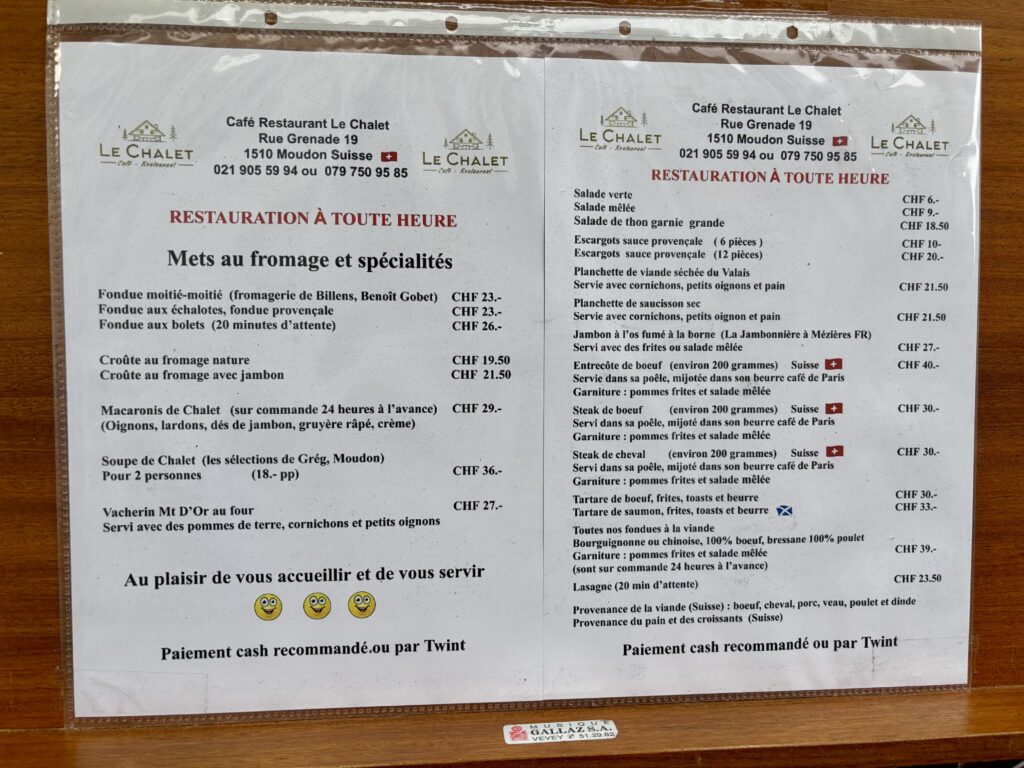 LE CHALET
Café - Restaurant
Café Restaurant Le Chalet
Rue Grenade 19
1510 Moudon Suisse
021 905 59 94 ou 079 750 95 85
LE CHALET
Café - Restaurant
RESTAURATION À TOUTE HEURE
Mets au fromage et spécialités
Fondue moitié-moitié (fromagerie de Billens, Benoît Gobet) CHF 23.-
Fondue aux échalotes, fondue provençale CHF 23.-
Fondue aux bolets (20 minutes d'attente) CHF 26.-
Croûte au fromage nature CHF 19.50
Croûte au fromage avec jambon CHF 21.50
Macaronis de Chalet (sur commande 24 heures à l'avance) CHF 29.-
(Oignons, lardons, dés de jambon, gruyère râpé, crème)
Soupe de Chalet (les sélections de Grég, Moudon)
Pour 2 personnes (18.- pp) CHF 36.-
Vacherin Mt D'Or au four CHF 27.-
Servi avec des pommes de terre, cornichons et petits oignons
Au plaisir de vous accueillir et de vous servir
Paiement cash recommandé.ou par Twint
LE CHALET
Café - Restaurant
Café Restaurant Le Chalet
Rue Grenade 19
1510 Moudon Suisse
021 905 59 94 ou 079 750 85 85
LE CHALET
Café - Restaurant
RESTAURATION À TOUTE HEURE
Salade verte CHF 6.-
Salade mêlée CHF 9.-
Salade de thon garnie grande CHF 18.50
Escargots sauce provençale ( 6 pièces ) CHF 10-
Escargots sauce provençale (12 pièces) CHF 20.-
Planchette de viande séchée du Valais
Servie avec cornichons, petits oignons et pain CHF 21.50
Planchette de saucisson sec
Servie avec cornichons, petits oignon et pain CHF 21.50
Jambon à l'os fumé à la borne (La Jambonnière à Mézières FR)
Servi avec des frites ou salade mêlée CHF 27.-
Entrecôte de boeuf (environ 200 grammes) Suisse CHF 40.-
Servie dans sa poêle, mijotée dans son beurre café de Paris
Garniture : pommes frites et salade mêlée
Steak de boeuf (environ 200 grammes) Suisse CHF 30.-
Servi dans sa poêle, mijoté dans son beurre café de Paris
Garniture : pommes frites et salade mêlée
Steak de cheval (environ 200 grammes) Suisse CHF 30.-
Servi dans sa poêle, mijoté dans son beurre café de Paris
Garniture : pommes frites et salade mêlée
Tartare de boeuf, frites, toasts et beurre CHF 30.-
Tartare de saumon, frites, toasts et beurre CHF 33.-
Toutes nos fondues à la viande
Bourguignonne ou chinoise, 100% boeuf, bressane 100% poulet
Garniture : pommes frites et salade mêlée CHF 39.-
(sont sur commande 24 heures à l'avance)
Lasagne (20 min d'attente) CHF 23.50
Provenance de la viande (Suisse) : boeuf, cheval, porc, veau, poulet et dinde
Provenance du pain et des croissants (Suisse)
Paiement cash recommandé ou par Twint
MUSIQUE
GALLAZ S.A.
VEVEY ✆ 51.29.82